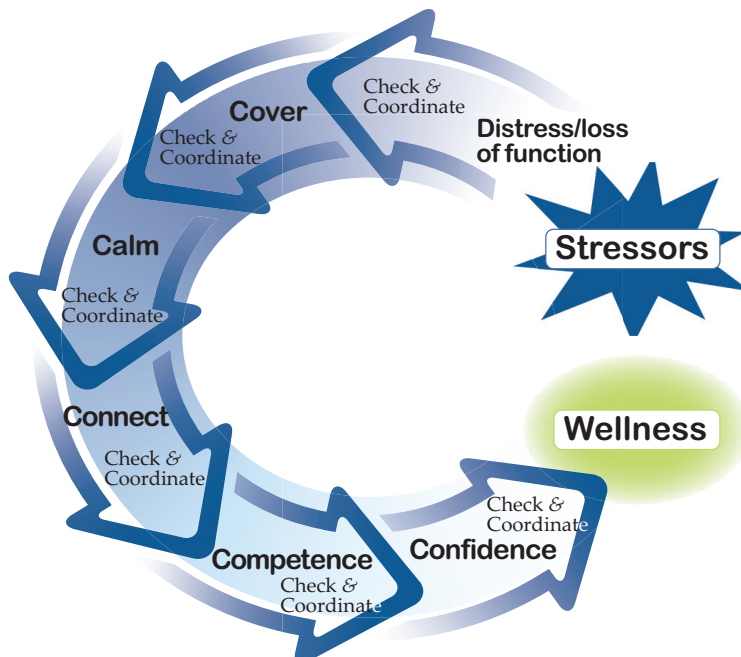 Stressors
Distress/loss
of function
Check &
Coordinate
Cover
Check &
Coordinate
Calm
Check &
Coordinate
Connect
Check &
Coordinate
Competence
Check &
Coordinate
Confidence
Check &
Coordinate
Wellness